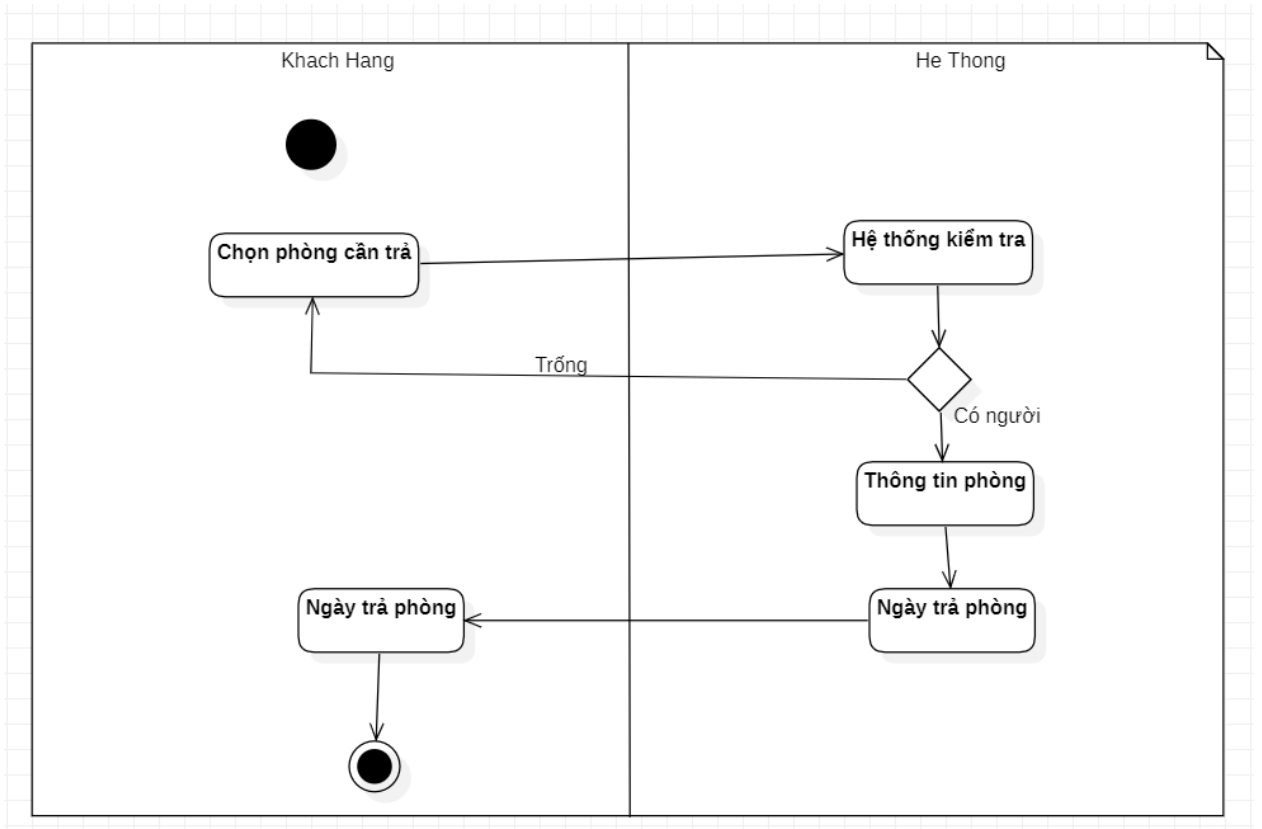 Khach Hang
He Thong
Chọn phòng cần trả
Hệ thống kiểm tra
Trống
Có người
Thông tin phòng
Ngày trả phòng
Ngày trả phòng